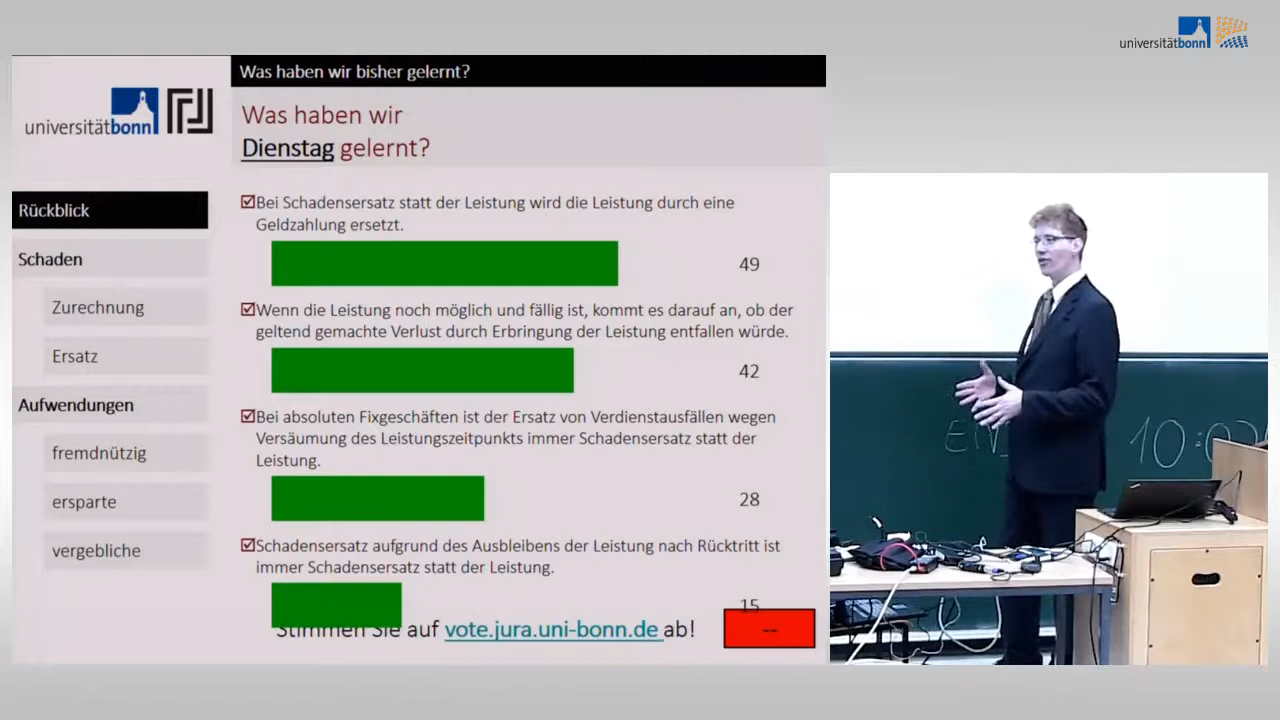 universitätbonn
Was haben wir bisher gelernt?
universitätbonn
Was haben wir
Dienstag gelernt?
Rückblick
Schaden
Zurechnung
Ersatz
Aufwendungen
fremdnützig
ersparte
vergebliche
Bei Schadensersatz statt der Leistung wird die Leistung durch eine
Geldzahlung ersetzt.
49
Wenn die Leistung noch möglich und fällig ist, kommt es darauf an, ob der
geltend gemachte Verlust durch Erbringung der Leistung entfallen würde.
42
Bei absoluten Fixgeschäften ist der Ersatz von Verdienstausfällen wegen
Versäumung des Leistungszeitpunkts immer Schadensersatz statt der
Leistung.
28
Schadensersatz aufgrund des Ausbleibens der Leistung nach Rücktritt ist
immer Schadensersatz statt der Leistung.
15
Stimmen Sie auf vote.jura.uni-bonn.de ab!
--